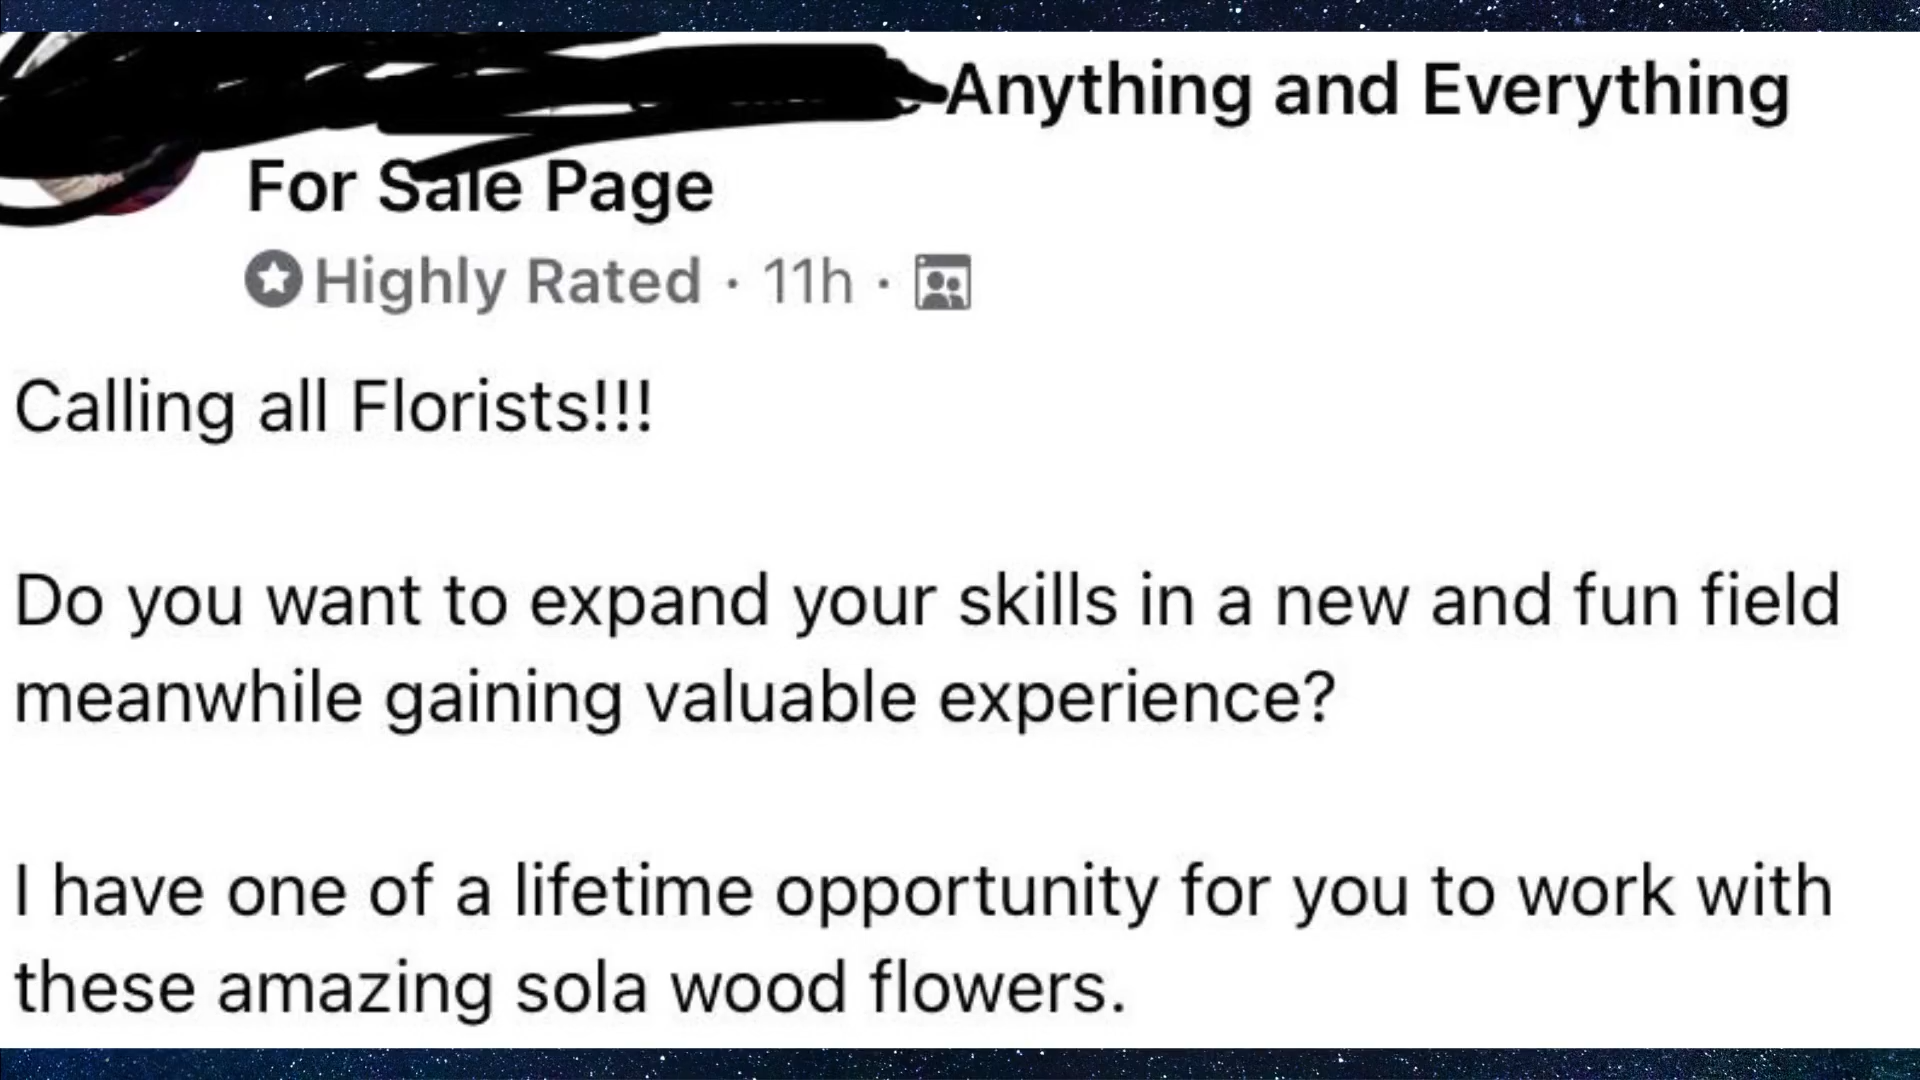 Anything and Everything
For Sale Page
Highly Rated · 11h ·
Calling all Florists!!!
Do you want to expand your skills in a new and fun field
meanwhile gaining valuable experience?
I have one of a lifetime opportunity for you to work with
these amazing sola wood flowers.